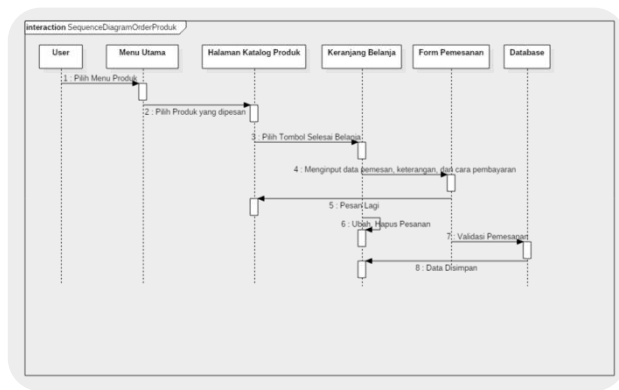 interaction SequenceDiagramOrderProduk
User
Menu Utama
Halaman Katalog Produk
Keranjang Belanja
Form Pemesanan
Database
1 : Pilih Menu Produk
2 : Pilih Produk yang dipesan
3 : Pilih Tombol Selesai Belanja
4 : Menginput data pemesan, keterangan, dan cara pembayaran
5 : Pesan Lagi
6 : Ubah, Hapus Pesanan
7 : Validasi Pemesanan
8 : Data Disimpan